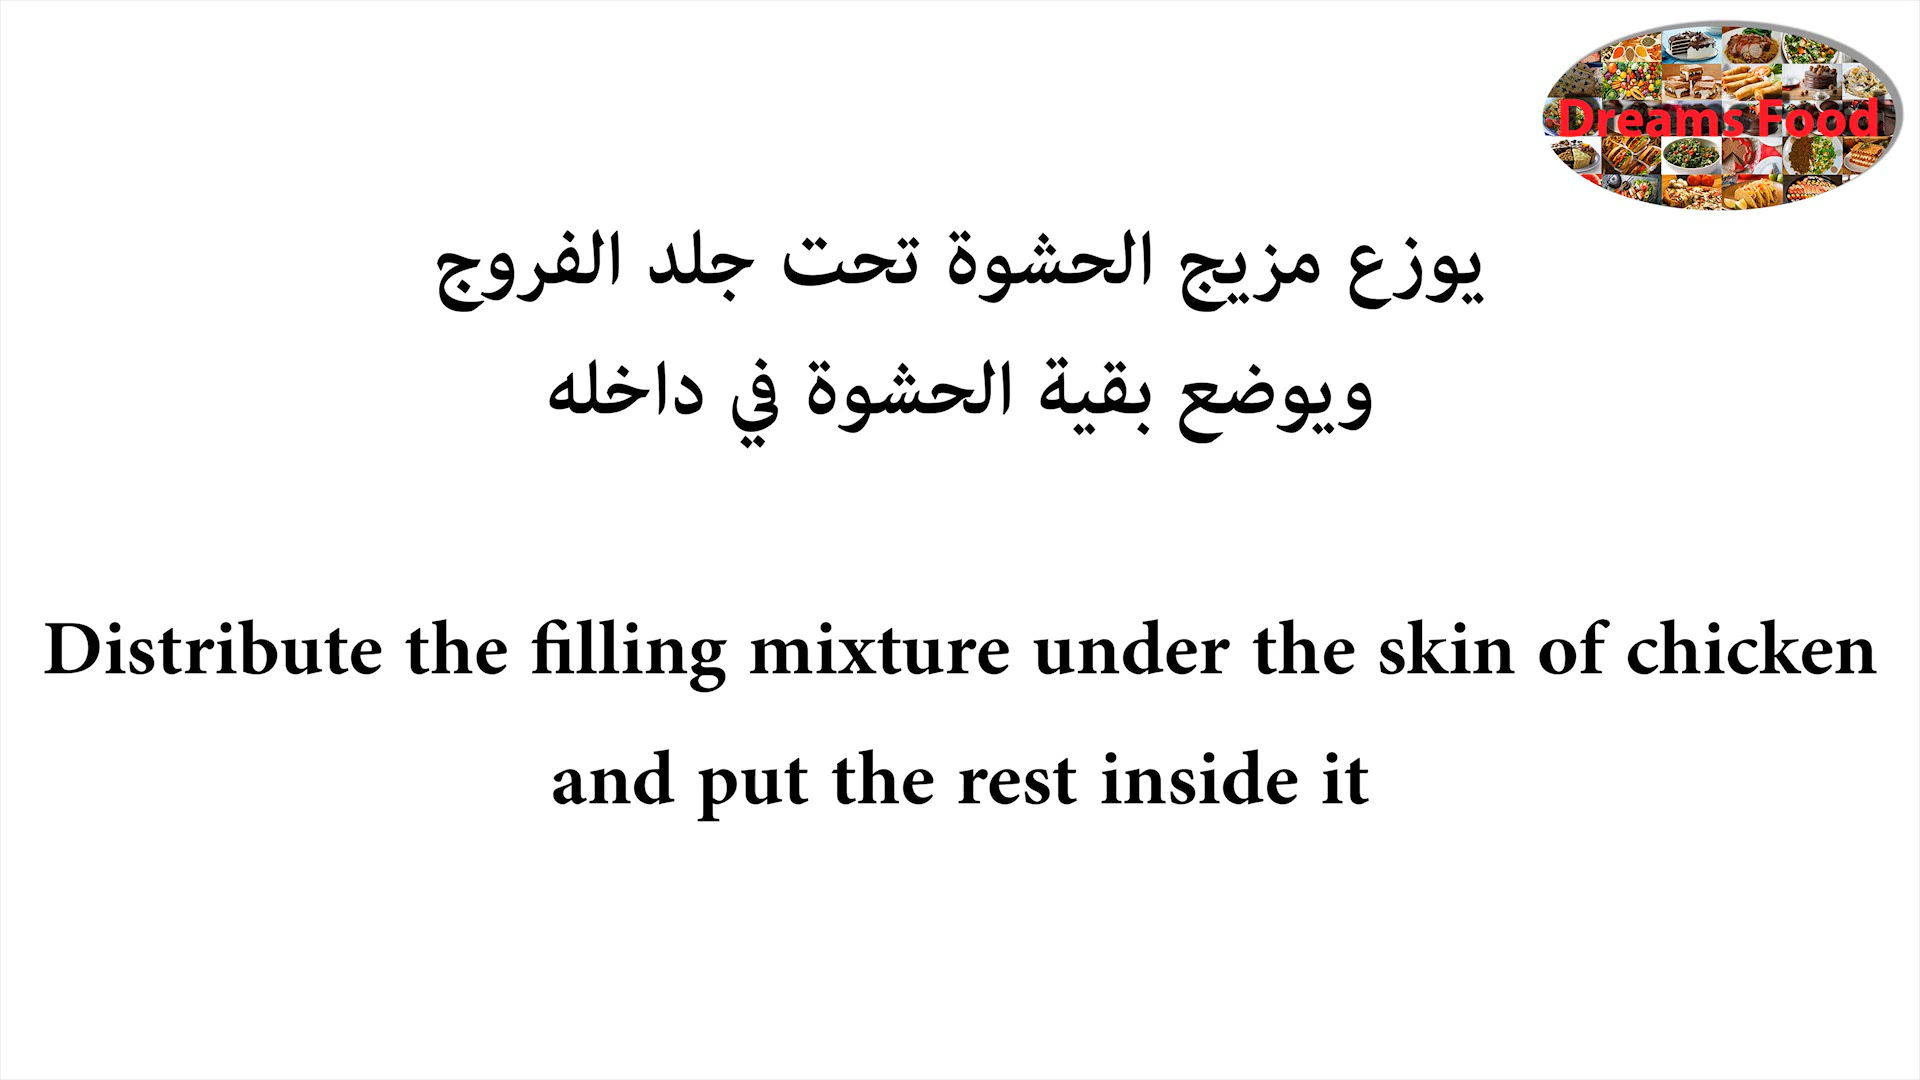 Dreams Food
يوزع مزيج الحشوة تحت جلد الفروج
ويوضع بقية الحشوة في داخله
Distribute the filling mixture under the skin of chicken
and put the rest inside it